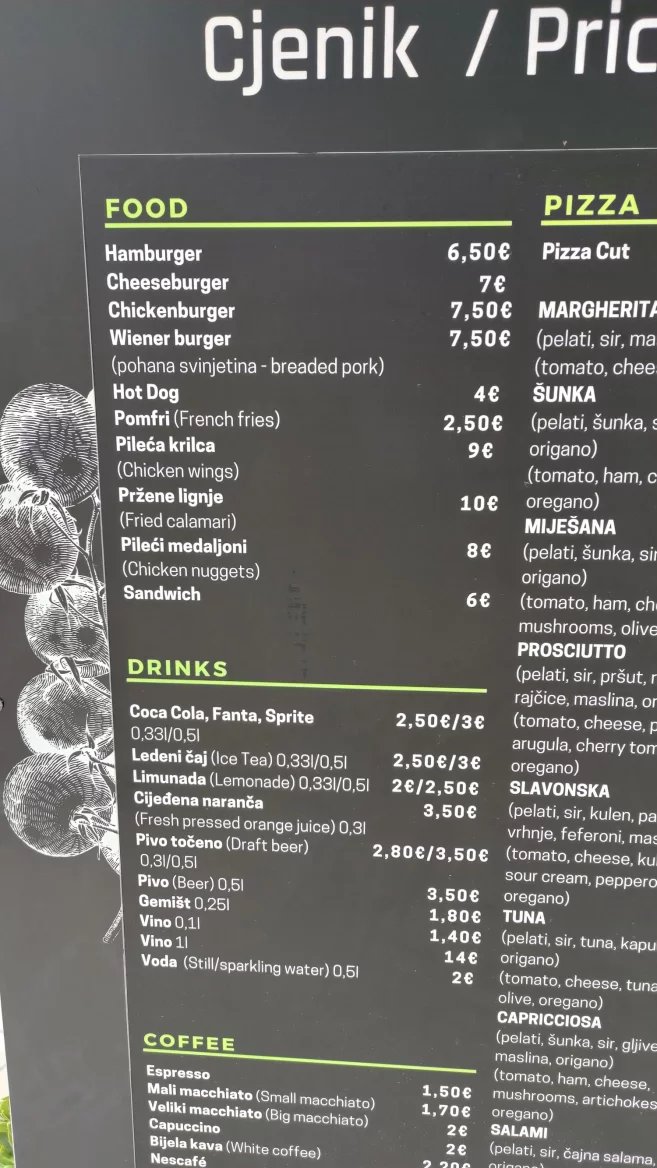 Cjenik / Pric
FOOD
Hamburger 6,50€
Cheeseburger 7€
Chickenburger 7,50€
Wiener burger 7,50€
(pohana svinjetina - breaded pork)
Hot Dog 4€
Pomfri (French fries) 2,50€
Pileća krilca 9€
(Chicken wings)
Pržene lignje 10€
(Fried calamari)
Pileći medaljoni 8€
(Chicken nuggets)
Sandwich 6€
DRINKS
Coca Cola, Fanta, Sprite 2,50€/3€
0,33l/0,5l
Ledeni čaj (Ice Tea) 0,33l/0,5l 2,50€/3€
Limunada (Lemonade) 0,33l/0,5l 2€/2,50€
Cijeđena naranča 3,50€
(Fresh pressed orange juice) 0,3l
Pivo točeno (Draft beer) 2,80€/3,50€
0,3l/0,5l
Pivo (Beer) 0,5l 3,50€
Gemišt 0,25l 1,80€
Vino 0,1l 1,40€
Vino 1l 14€
Voda (Still/sparkling water) 0,5l 2€
COFFEE
Espresso 1,50€
Mali macchiato (Small macchiato) 1,70€
Veliki macchiato (Big macchiato) 2€
Capuccino 2€
Bijela kava (White coffee) 2,20€
Nescafé
PIZZA
Pizza Cut
MARGHERITA
(pelati, sir, ma
(tomato, chee
ŠUNKA
(pelati, šunka, s
origano)
(tomato, ham, c
oregano)
MIJEŠANA
(pelati, šunka, sir
origano)
(tomato, ham, ch
mushrooms, olive
PROSCIUTTO
(pelati, sir, pršut, r
rajčice, maslina, or
(tomato, cheese, p
arugula, cherry tom
oregano)
SLAVONSKA
(pelati, sir, kulen, pa
vrhnje, feferoni, mas
(tomato, cheese, ku
sour cream, peppero
oregano)
TUNA
(pelati, sir, tuna, kapu
origano)
(tomato, cheese, tuna
olive, oregano)
CAPRICCIOSA
(pelati, šunka, sir, gljive
maslina, origano)
(tomato, ham, cheese,
mushrooms, artichokes
oregano)
SALAMI
(pelati, sir, čajna salama,
origano)